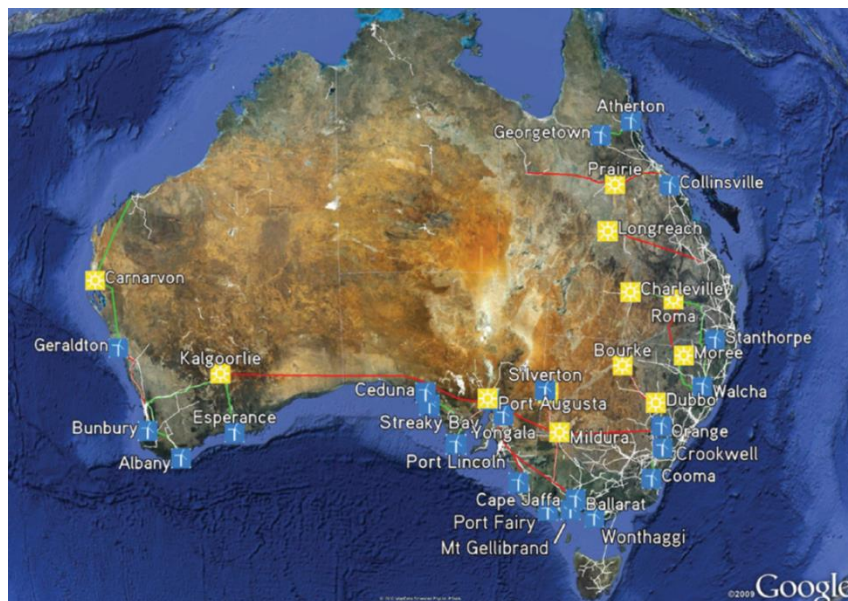 Atherton
Georgetown
Prairie
Collinsville
Longreach
Carnarvon
Charleville
Roma
Geraldton
Stanthorpe
Kalgoorlie
Bourke
Moree
Silverton
Ceduna
Walcha
Port Augusta
Dubbo
Bunbury
Esperance
Streaky Bay
Yongala
Mildura
Orange
Albany
Port Lincoln
Crookwell
Cooma
Cape Jaffa
Ballarat
Port Fairy
Wonthaggi
Mt Gellibrand
©2009 Google